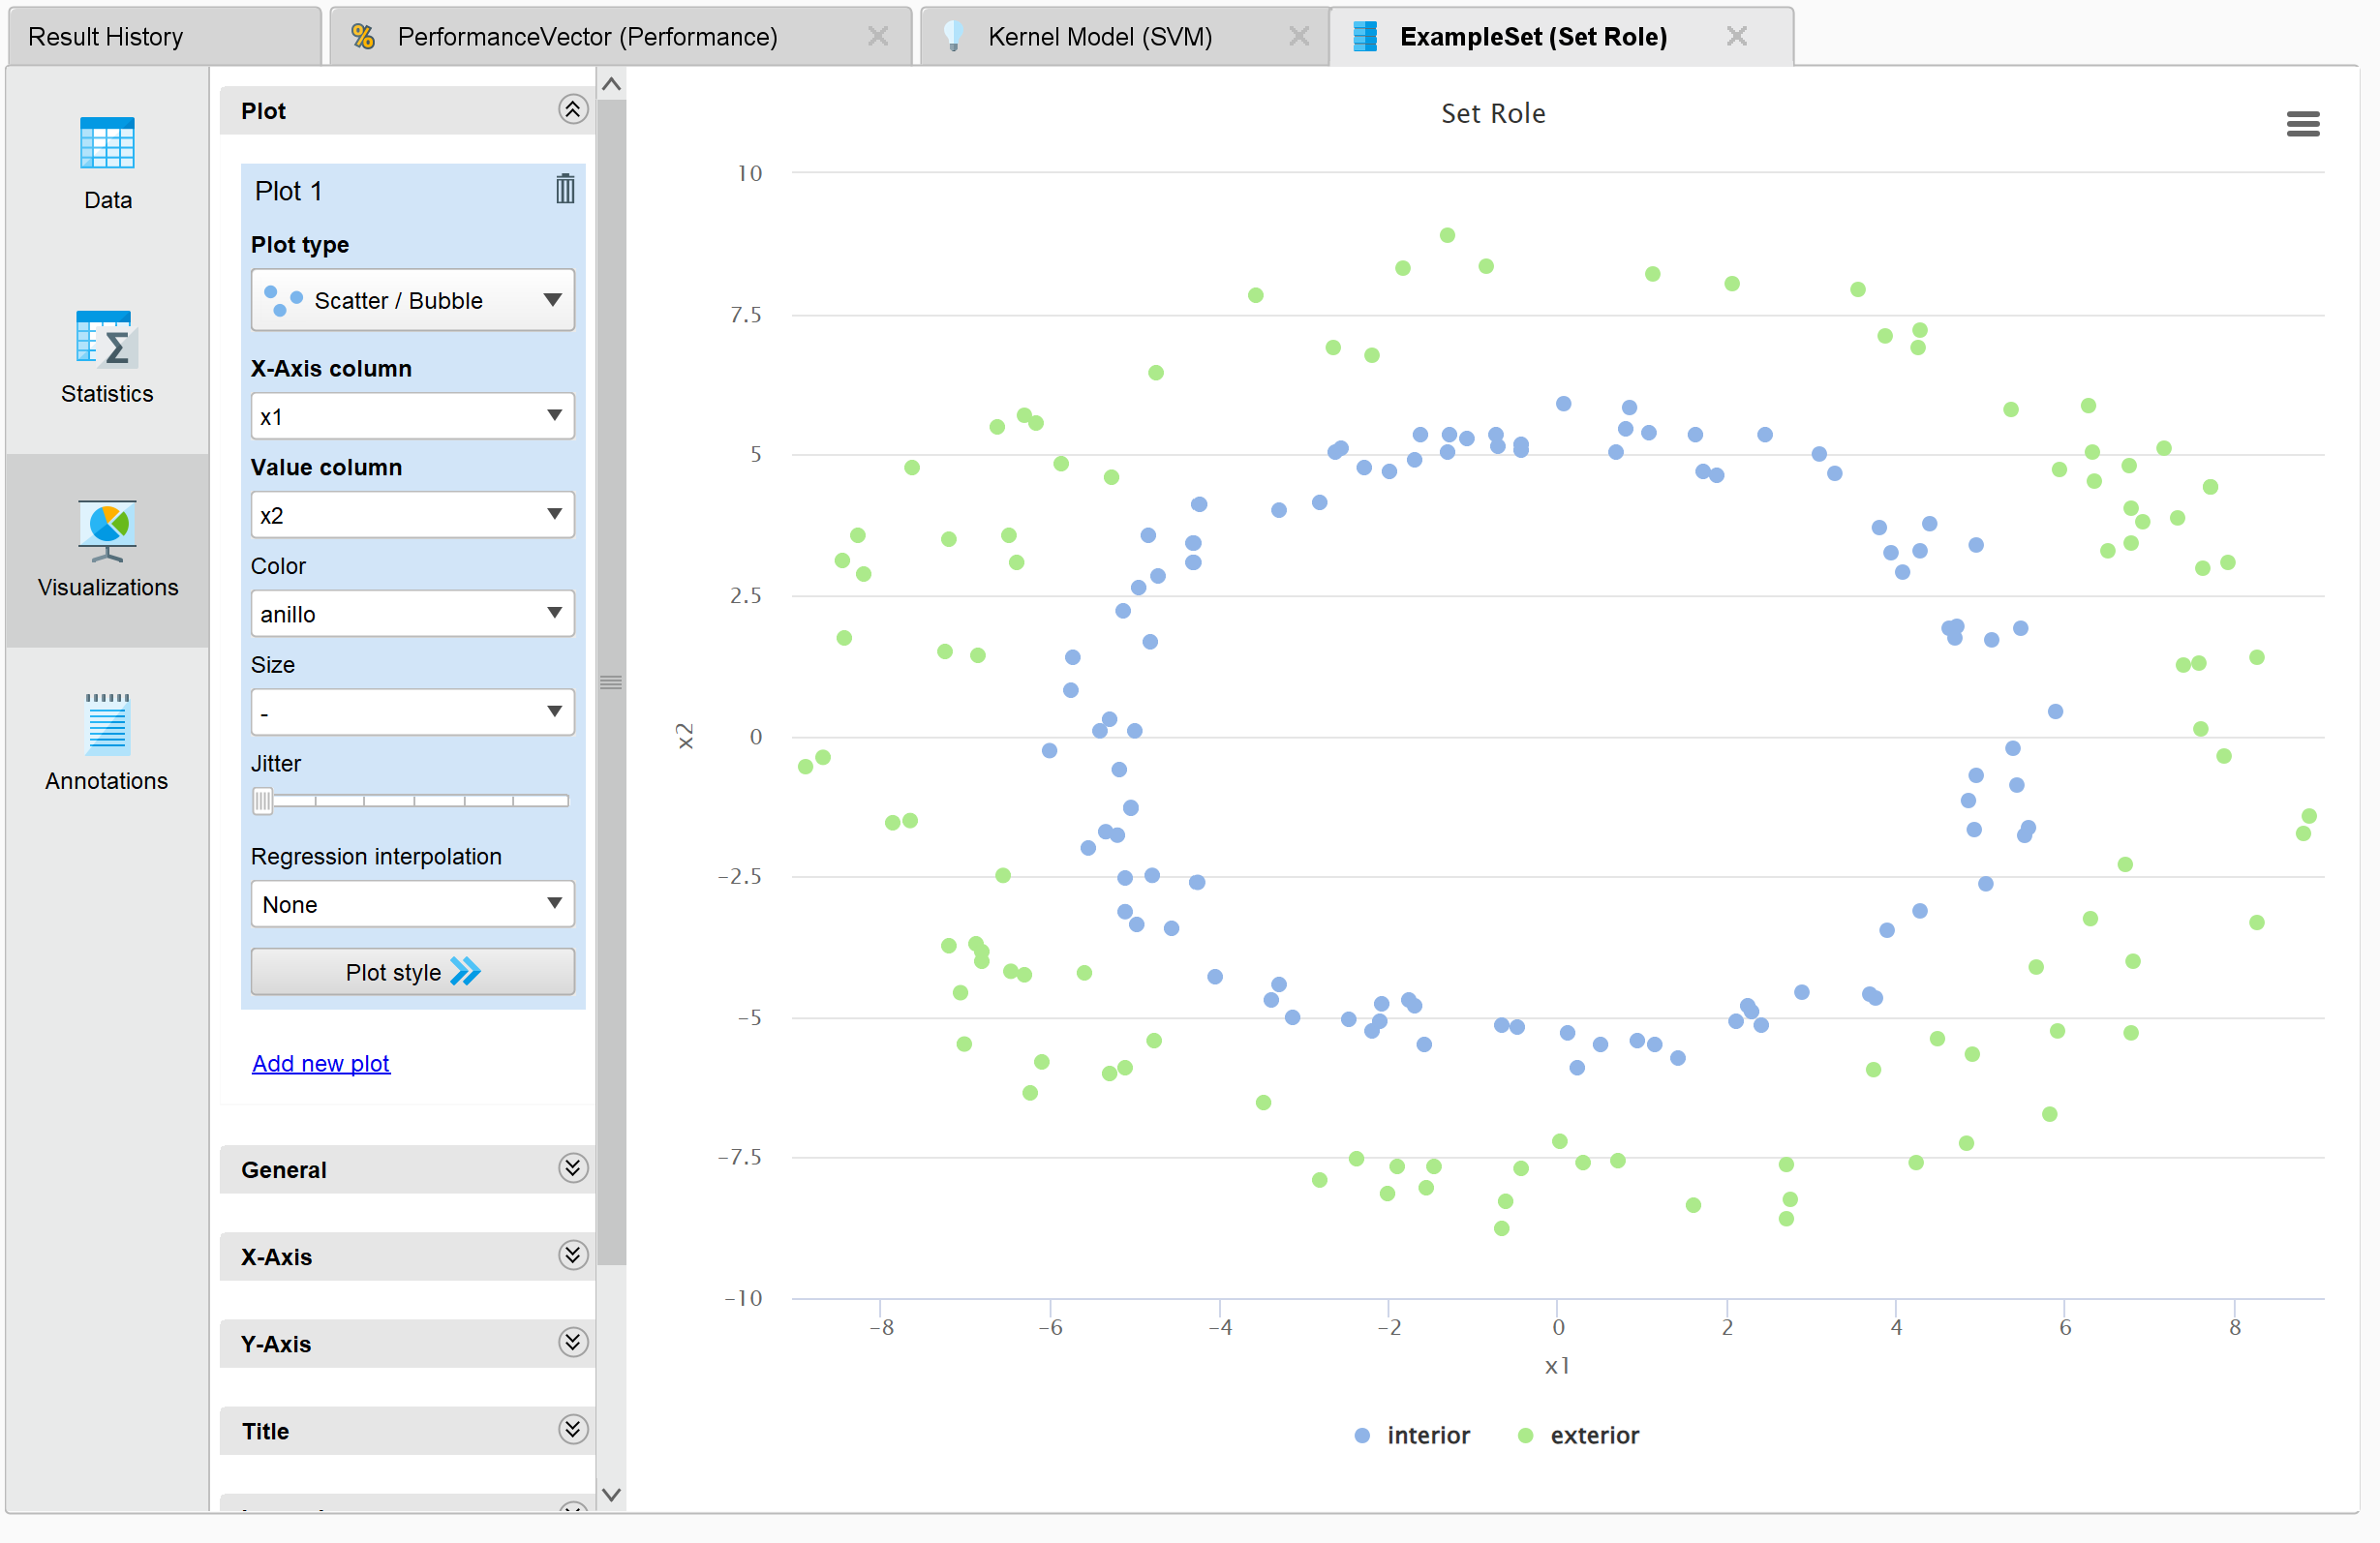 Result History
PerformanceVector (Performance)
Kernel Model (SVM)
ExampleSet (Set Role)
Data
Statistics
Visualizations
Annotations
Plot
Plot 1
Plot type
Scatter / Bubble
X-Axis column
x1
Value column
x2
Color
anillo
Size
-
Jitter
Regression interpolation
None
Plot style
Add new plot
General
X-Axis
Y-Axis
Title
Set Role
10
7.5
5
2.5
0
-2.5
-5
-7.5
-10
x2
-8 -6 -4 -2 0 2 4 6 8
x1
interior exterior